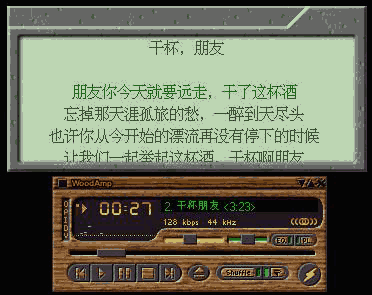 干杯，朋友
朋友你今天就要远走，干了这杯酒
忘掉那天涯孤旅的愁，一醉到天尽头
也许你从今开始的漂流再没有停下的时候
让我们一起举起这杯酒，干杯啊朋友
WoodAmp
O
A
I
D
V
00:27
2. 干杯朋友 <3:23>
128 kbps 44 kHz
EQ PL
Shuffle